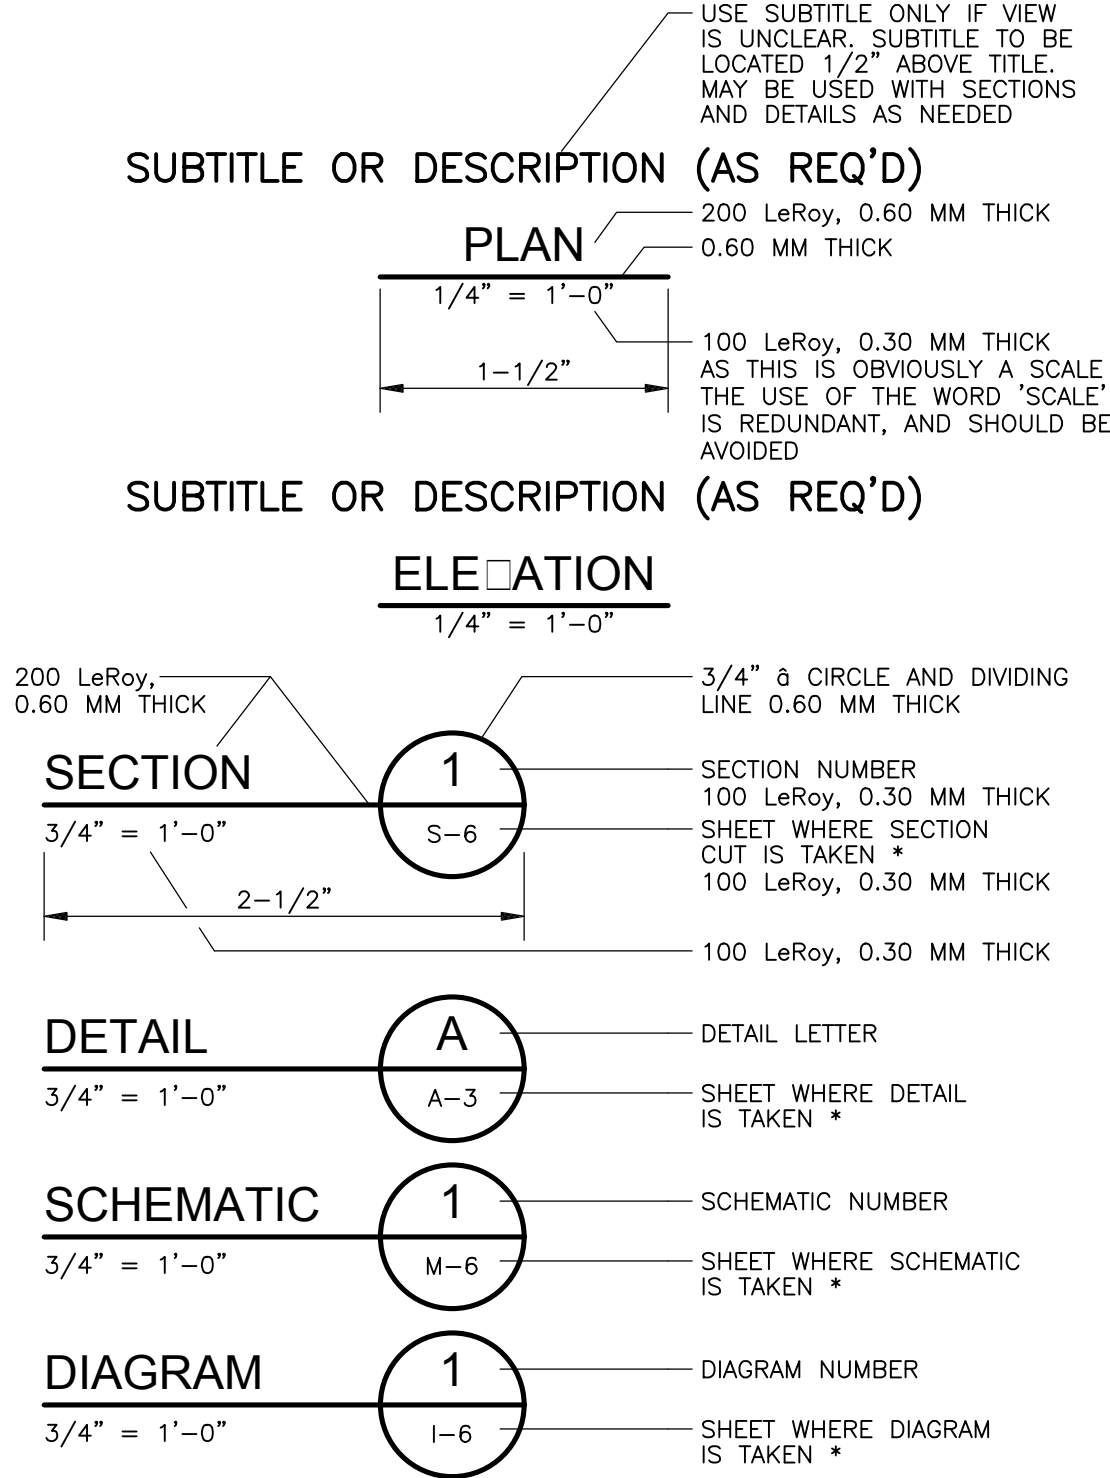 USE SUBTITLE ONLY IF VIEW
IS UNCLEAR. SUBTITLE TO BE
LOCATED 1/2" ABOVE TITLE.
MAY BE USED WITH SECTIONS
AND DETAILS AS NEEDED
SUBTITLE OR DESCRIPTION (AS REQ'D)
200 LeRoy, 0.60 MM THICK
PLAN
0.60 MM THICK
1/4" = 1'-0"
100 LeRoy, 0.30 MM THICK
AS THIS IS OBVIOUSLY A SCALE
THE USE OF THE WORD 'SCALE'
IS REDUNDANT, AND SHOULD BE
AVOIDED
1-1/2"
SUBTITLE OR DESCRIPTION (AS REQ'D)
ELE□ATION
1/4" = 1'-0"
200 LeRoy,
0.60 MM THICK
3/4" â CIRCLE AND DIVIDING
LINE 0.60 MM THICK
SECTION
1
SECTION NUMBER
100 LeRoy, 0.30 MM THICK
3/4" = 1'-0"
S-6
SHEET WHERE SECTION
CUT IS TAKEN *
100 LeRoy, 0.30 MM THICK
2-1/2"
100 LeRoy, 0.30 MM THICK
DETAIL
A
DETAIL LETTER
3/4" = 1'-0"
A-3
SHEET WHERE DETAIL
IS TAKEN *
SCHEMATIC
1
SCHEMATIC NUMBER
3/4" = 1'-0"
M-6
SHEET WHERE SCHEMATIC
IS TAKEN *
DIAGRAM
1
DIAGRAM NUMBER
3/4" = 1'-0"
I-6
SHEET WHERE DIAGRAM
IS TAKEN *